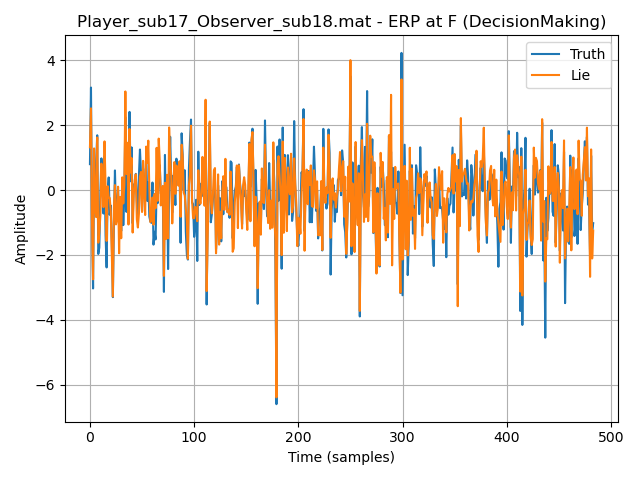 Player_sub17_Observer_sub18.mat - ERP at F (DecisionMaking)
Truth
Lie
Amplitude
4
2
0
−2
−4
−6
0 100 200 300 400 500
Time (samples)